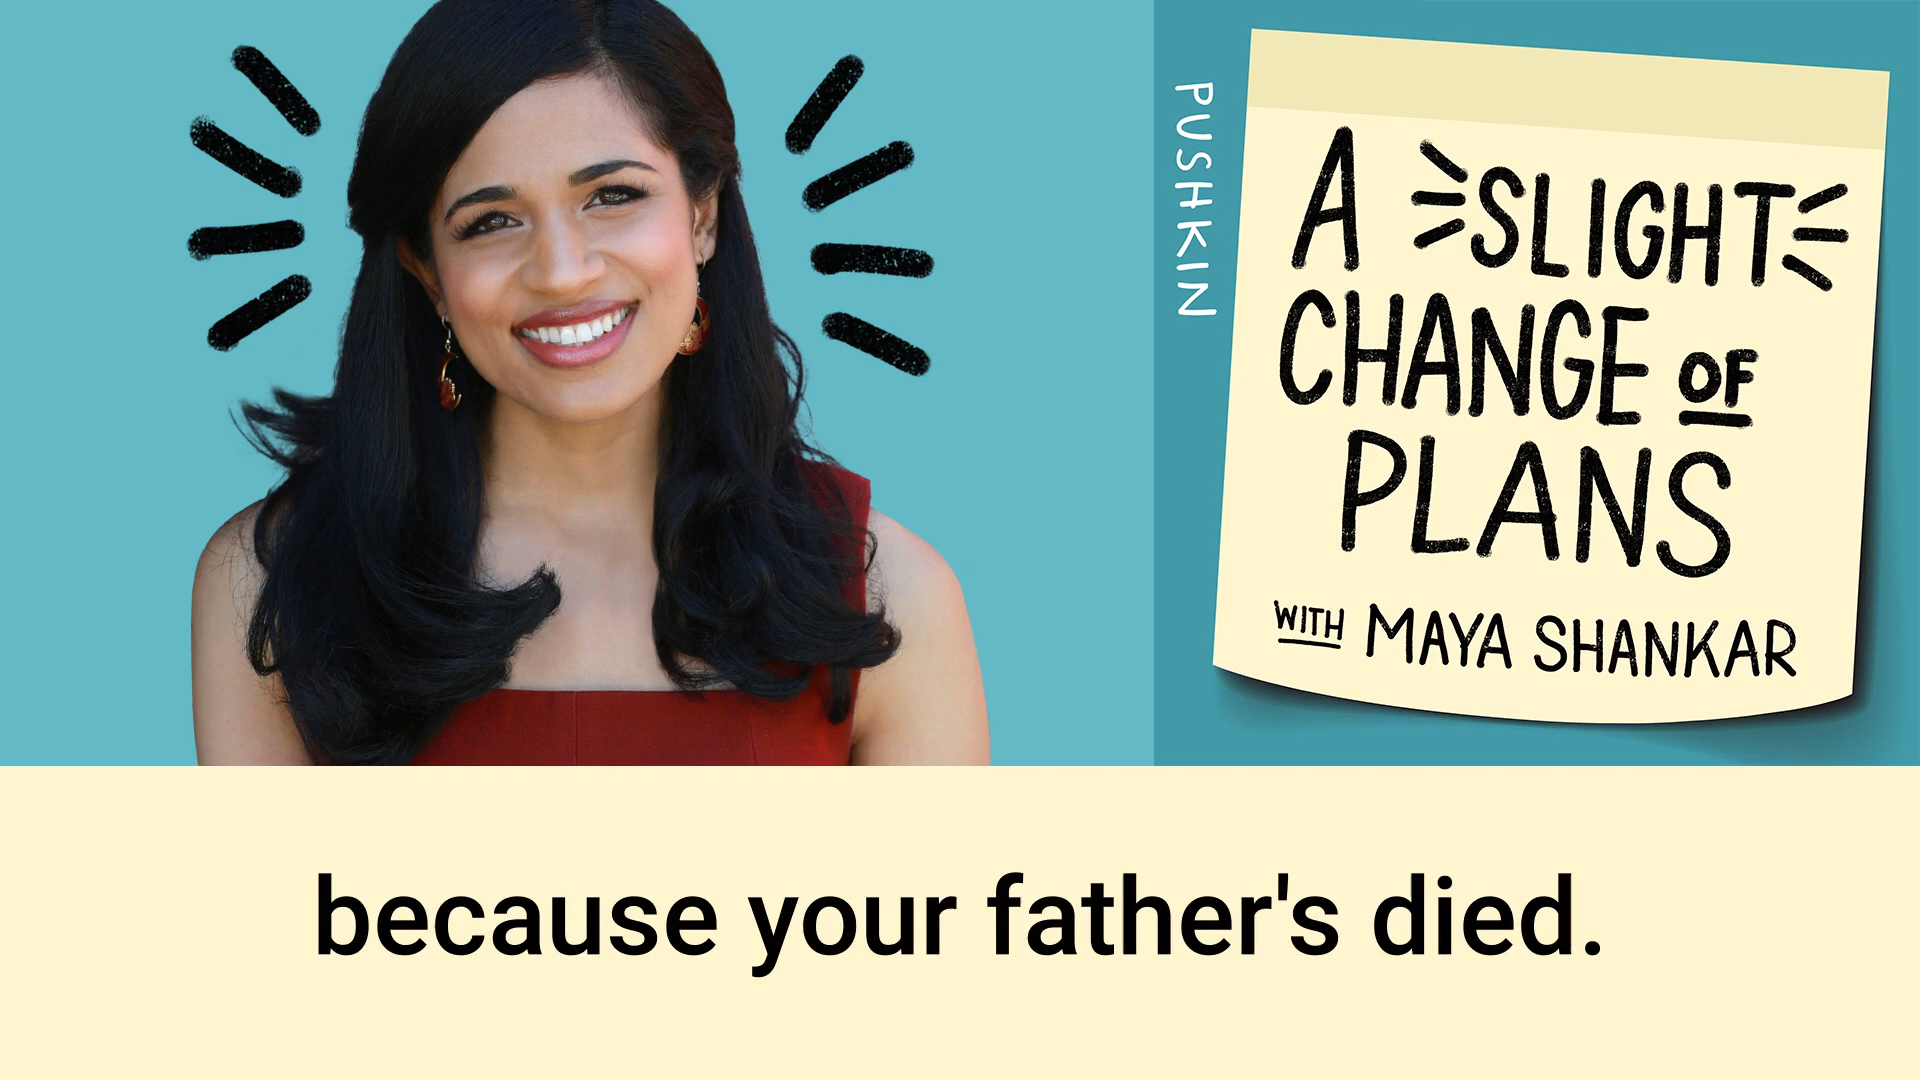 PUSHKIN
A SLIGHT
CHANGE OF
PLANS
WITH MAYA SHANKAR
because your father's died.